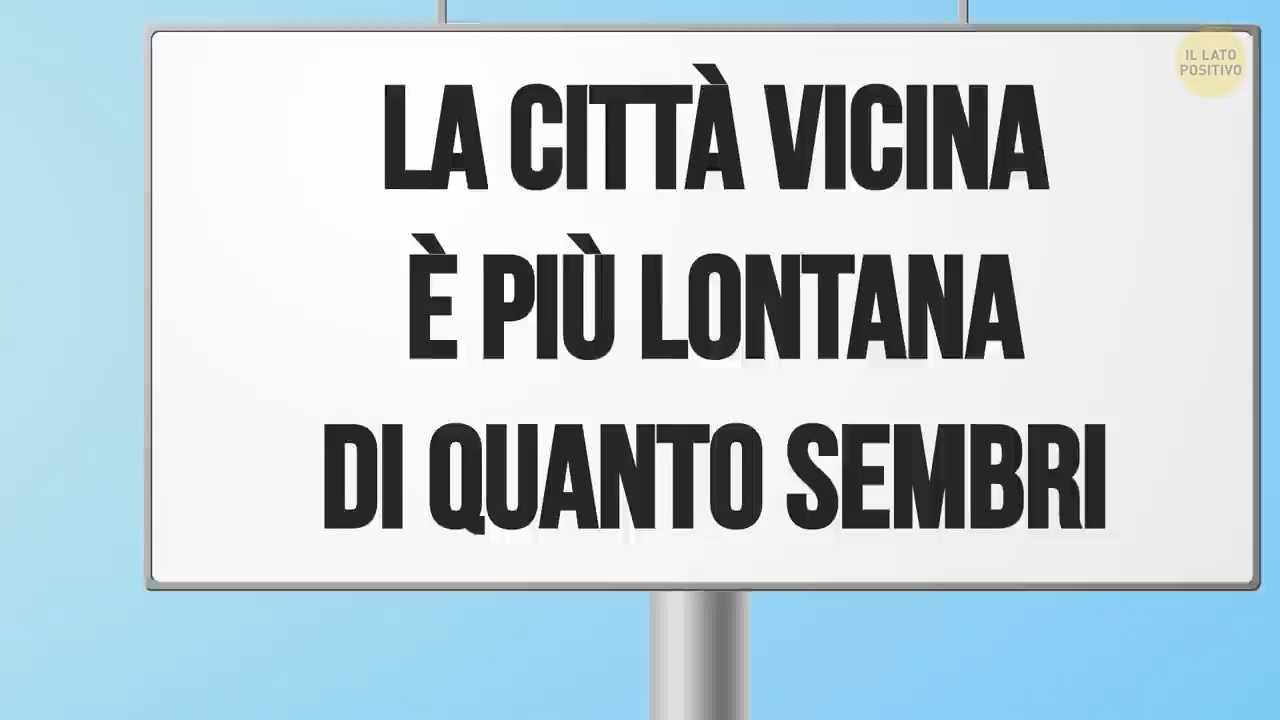 IL LATO
POSITIVO
LA CITTÀ VICINA
È PIÙ LONTANA
DI QUANTO SEMBRI